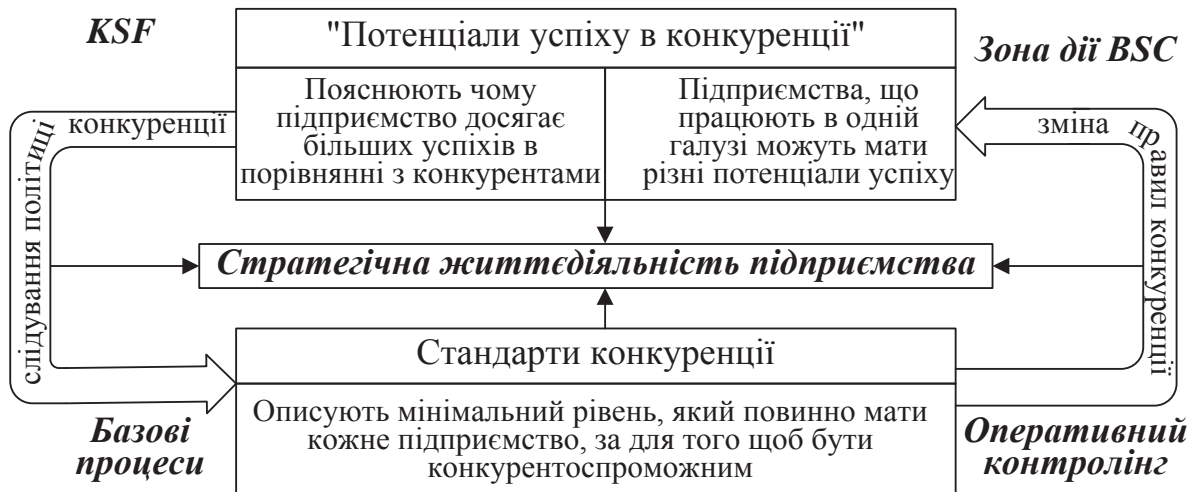 KSF
"Потенціали успіху в конкуренції"
Зона дії BSC
Пояснюють чому
підприємство досягає
більших успіхів в
порівнянні з конкурентами
Підприємства, що
працюють в одній
галузі можуть мати
різні потенціали успіху
слідування політиці конкуренції
зміна правил конкуренції
Стратегічна життєдіяльність підприємства
Стандарти конкуренції
Описують мінімальний рівень, який повинно мати
кожне підприємство, за для того щоб бути
конкурентоспроможним
Базові
процеси
Оперативний
контролінг